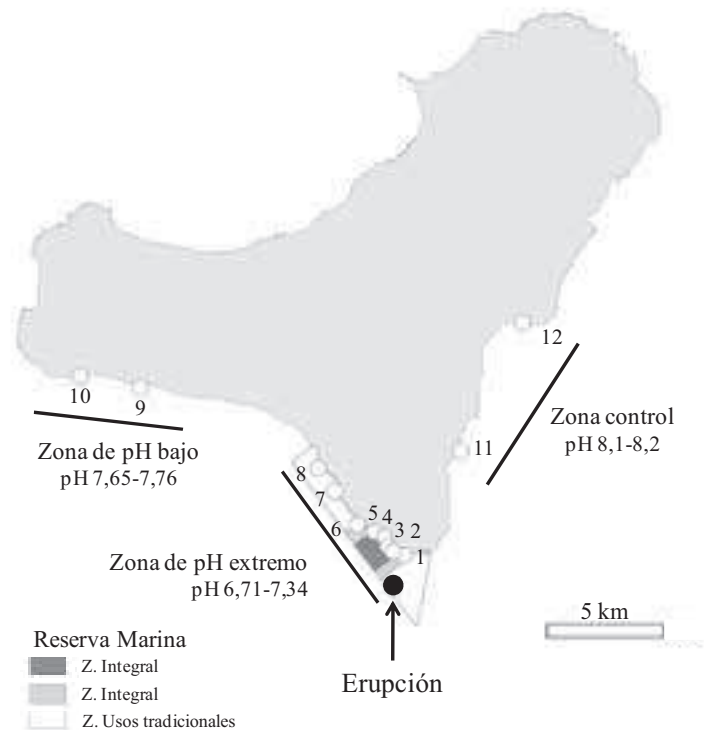 12
10
9
Zona control
pH 8,1-8,2
11
Zona de pH bajo
pH 7,65-7,76
8
7
6
5
4
3
2
1
Zona de pH extremo
pH 6,71-7,34
5 km
Reserva Marina
Z. Integral
Z. Integral
Z. Usos tradicionales
Erupción